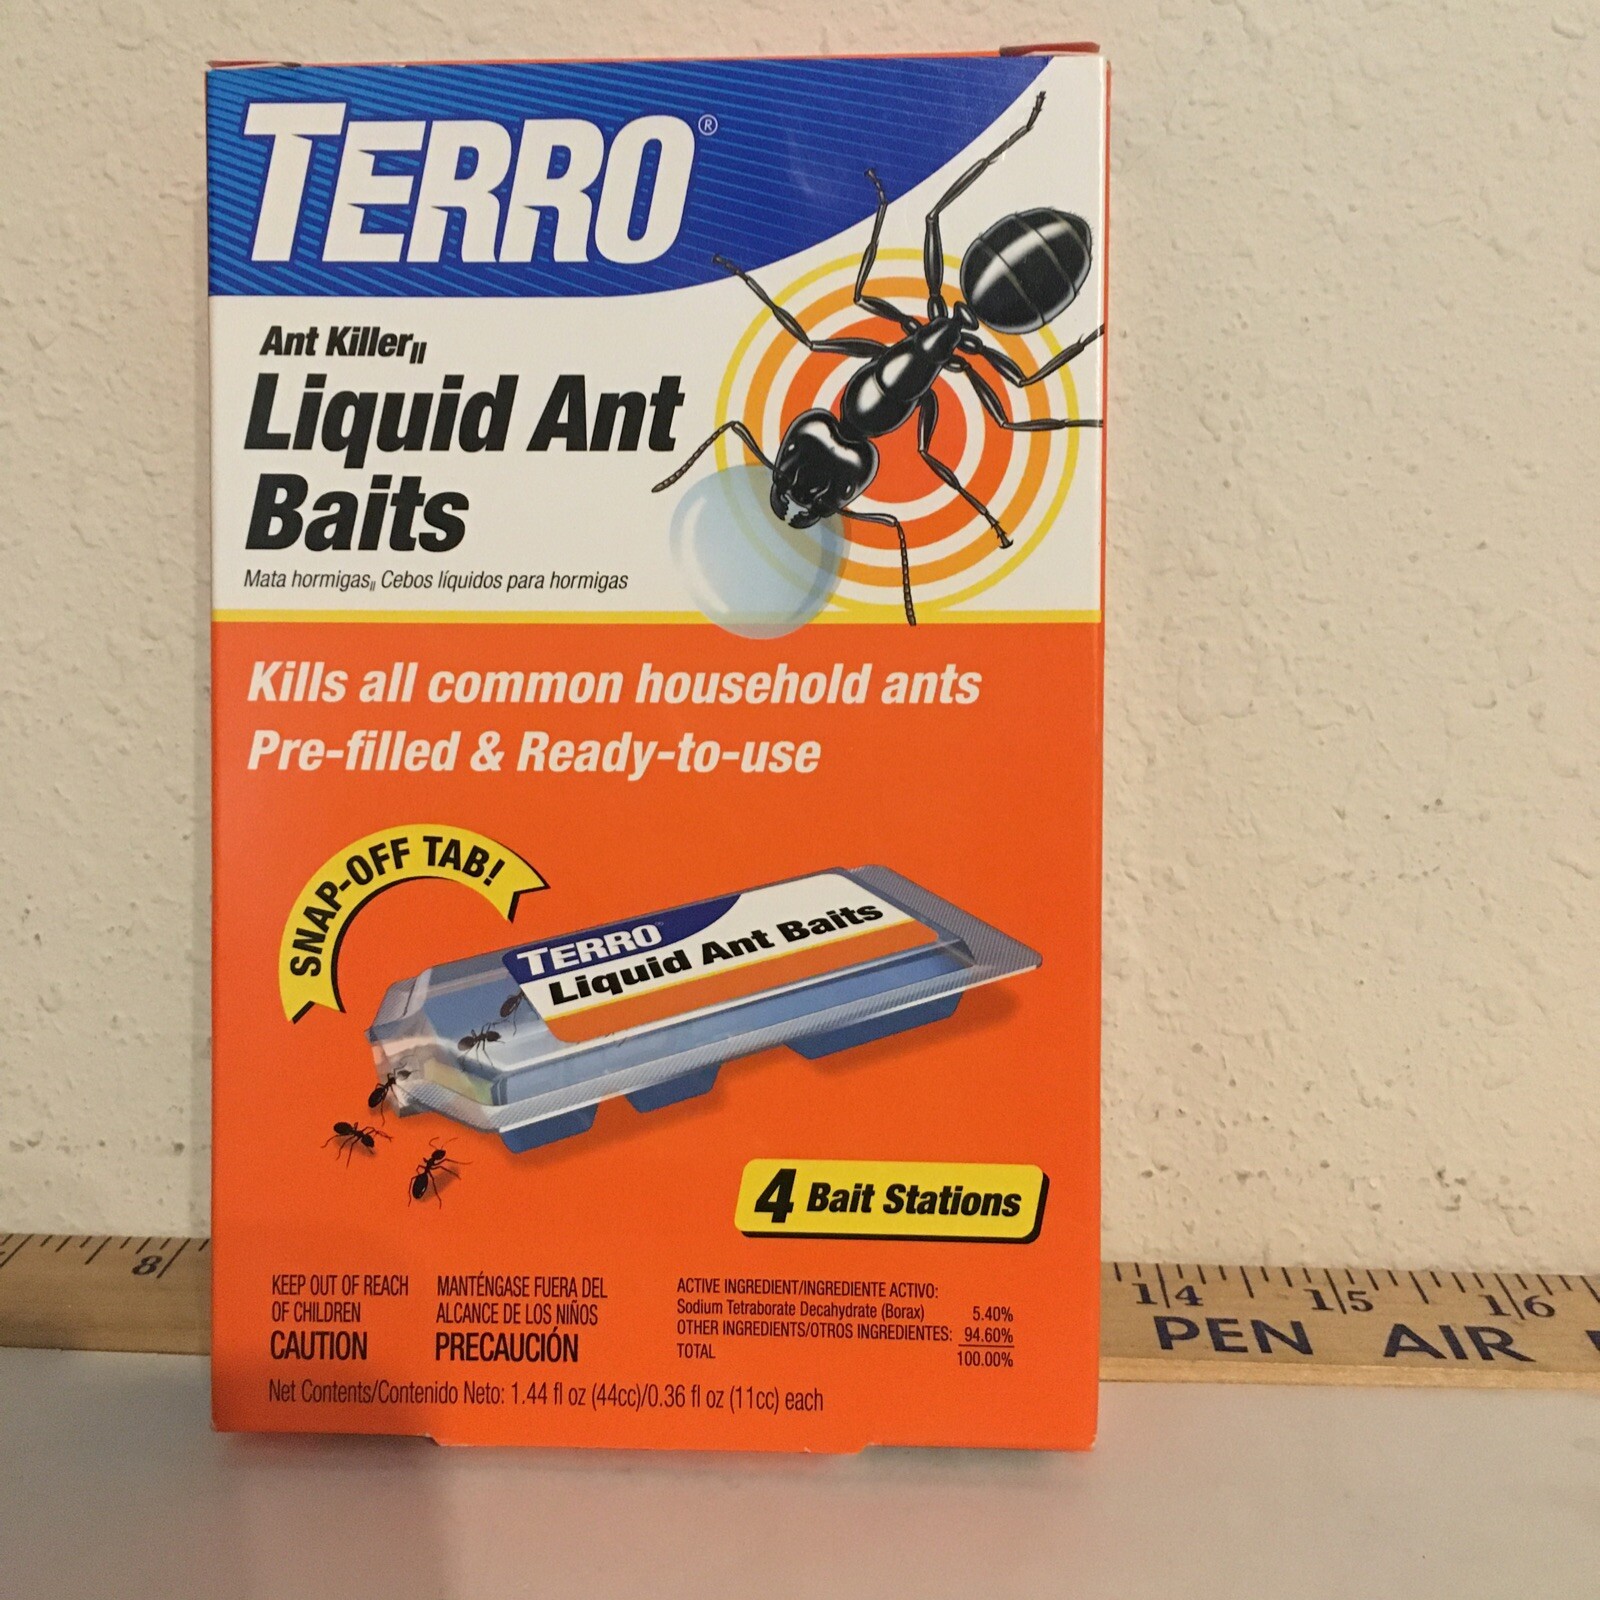 TERRO®
Ant Killer II
Liquid Ant
Baits
Mata hormigas II Cebos líquidos para hormigas
Kills all common household ants
Pre-filled & Ready-to-use
SNAP-OFF TAB!
TERRO™
Liquid Ant Baits
4 Bait Stations
KEEP OUT OF REACH
OF CHILDREN
CAUTION
MANTÉNGASE FUERA DEL
ALCANCE DE LOS NIÑOS
PRECAUCIÓN
ACTIVE INGREDIENT/INGREDIENTE ACTIVO:
Sodium Tetraborate Decahydrate (Borax) 5.40%
OTHER INGREDIENTS/OTROS INGREDIENTES: 94.60%
TOTAL 100.00%
Net Contents/Contenido Neto: 1.44 fl oz (44cc)/0.36 fl oz (11cc) each
8 14 15 16
PEN AIR